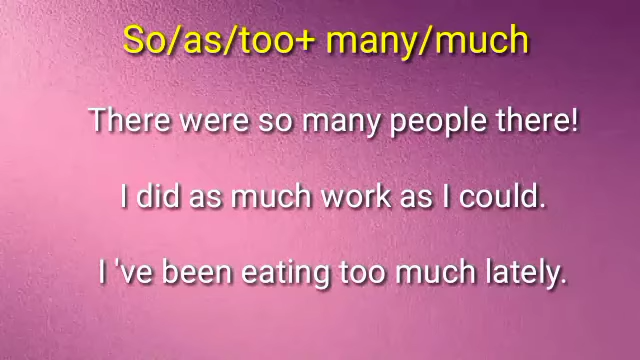 So/as/too+ many/much
There were so many people there!
I did as much work as I could.
I 've been eating too much lately.